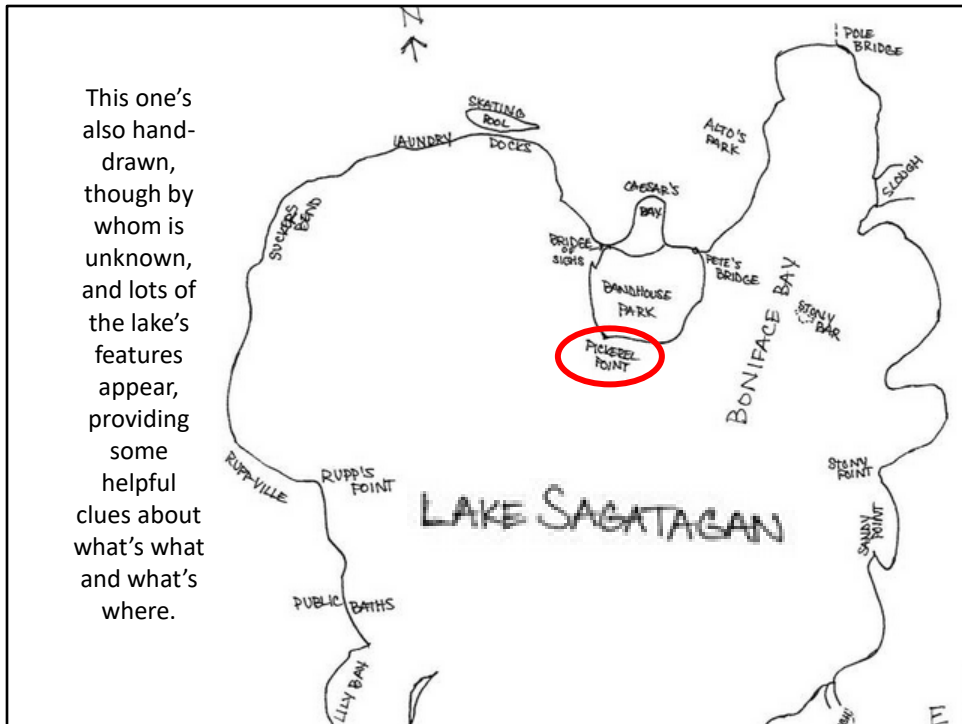 This one's
also hand-
drawn,
though by
whom is
unknown,
and lots of
the lake's
features
appear,
providing
some
helpful
clues about
what's what
and what's
where.
POLE
BRIDGE
SKATING
POOL
DOCKS
LAUNDRY
ALTO'S
PARK
SLOUGH
CAESAR'S
BAY
SUCKERS
BEND
BRIDGE
OF
SIGHS
PETE'S
BRIDGE
BANDHOUSE
PARK
STONY
BAR
BONIFACE BAY
PICKEREL
POINT
RUPPVILLE
RUPP'S
POINT
STONY
POINT
LAKE SAGATAGAN
SANDY
POINT
PUBLIC BATHS
LILY BAY